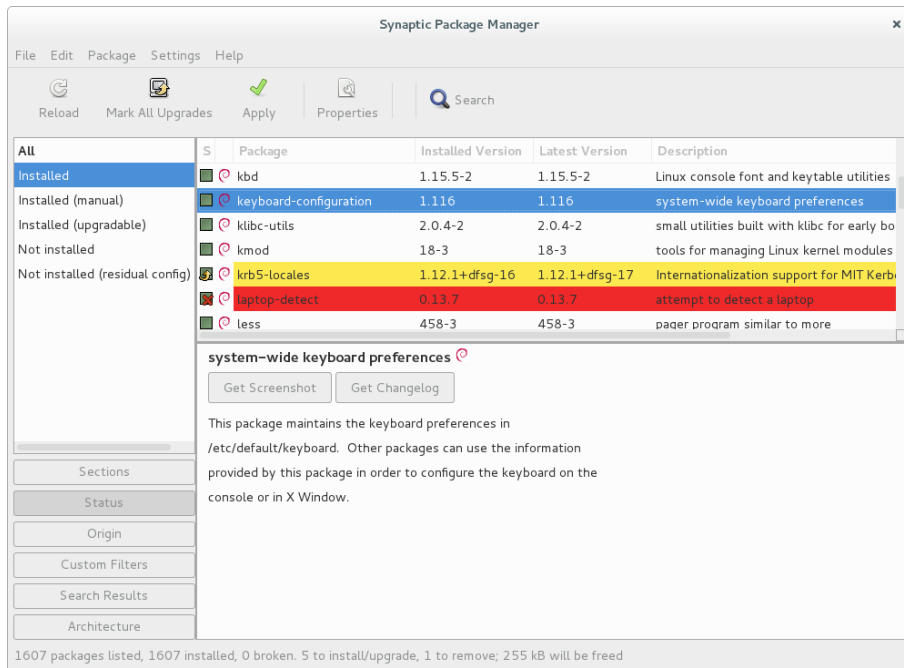 Synaptic Package Manager
File Edit Package Settings Help
Reload Mark All Upgrades Apply Properties Search
All
Installed
Installed (manual)
Installed (upgradable)
Not installed
Not installed (residual config)
S Package Installed Version Latest Version Description
kbd 1.15.5-2 1.15.5-2 Linux console font and keytable utilities
keyboard-configuration 1.116 1.116 system-wide keyboard preferences
klibc-utils 2.0.4-2 2.0.4-2 small utilities built with klibc for early bo
kmod 18-3 18-3 tools for managing Linux kernel modules
krb5-locales 1.12.1+dfsg-16 1.12.1+dfsg-17 Internationalization support for MIT Kerb
laptop-detect 0.13.7 0.13.7 attempt to detect a laptop
less 458-3 458-3 pager program similar to more
system-wide keyboard preferences
Get Screenshot Get Changelog
This package maintains the keyboard preferences in
/etc/default/keyboard. Other packages can use the information
provided by this package in order to configure the keyboard on the
console or in X Window.
Sections
Status
Origin
Custom Filters
Search Results
Architecture
1607 packages listed, 1607 installed, 0 broken. 5 to install/upgrade, 1 to remove; 255 kB will be freed